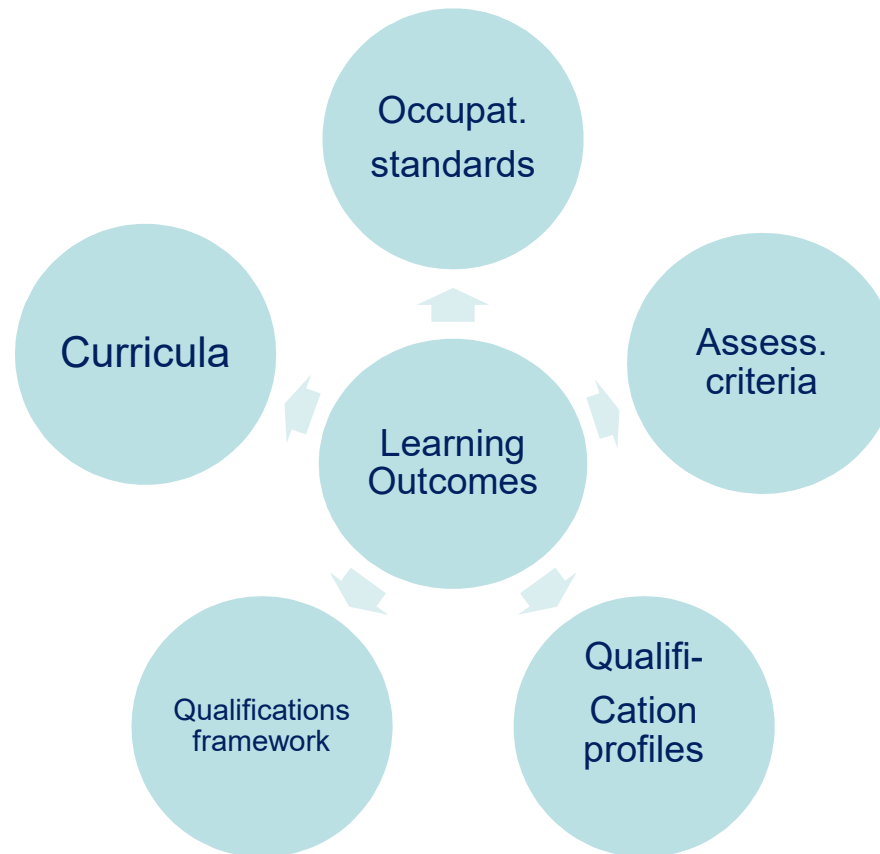 Occupat.
standards
Curricula
Assess.
criteria
Learning
Outcomes
Qualifications
framework
Qualifi-
Cation
profiles